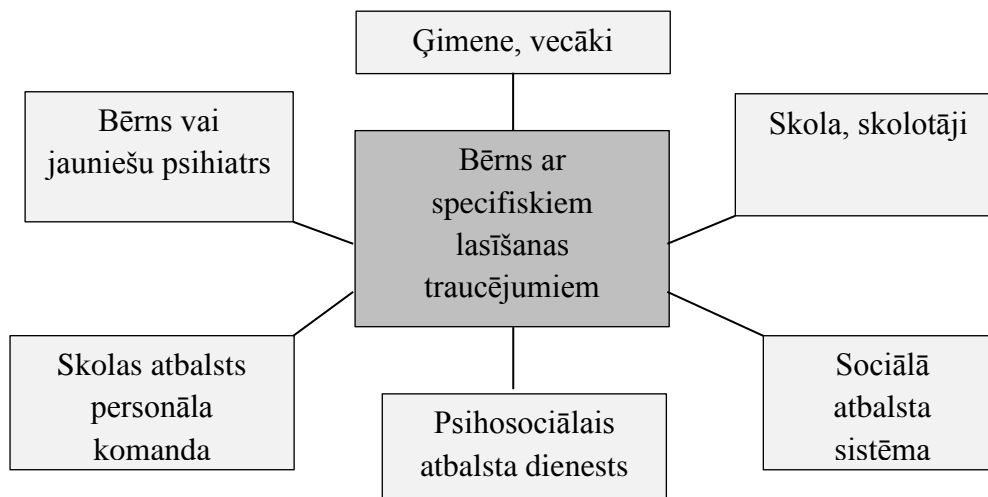 Ģimene, vecāki
Bērns vai
jauniešu psihiatrs
Skola, skolotāji
Bērns ar
specifiskiem
lasīšanas
traucējumiem
Skolas atbalsts
personāla
komanda
Psihosociālais
atbalsta dienests
Sociālā
atbalsta
sistēma